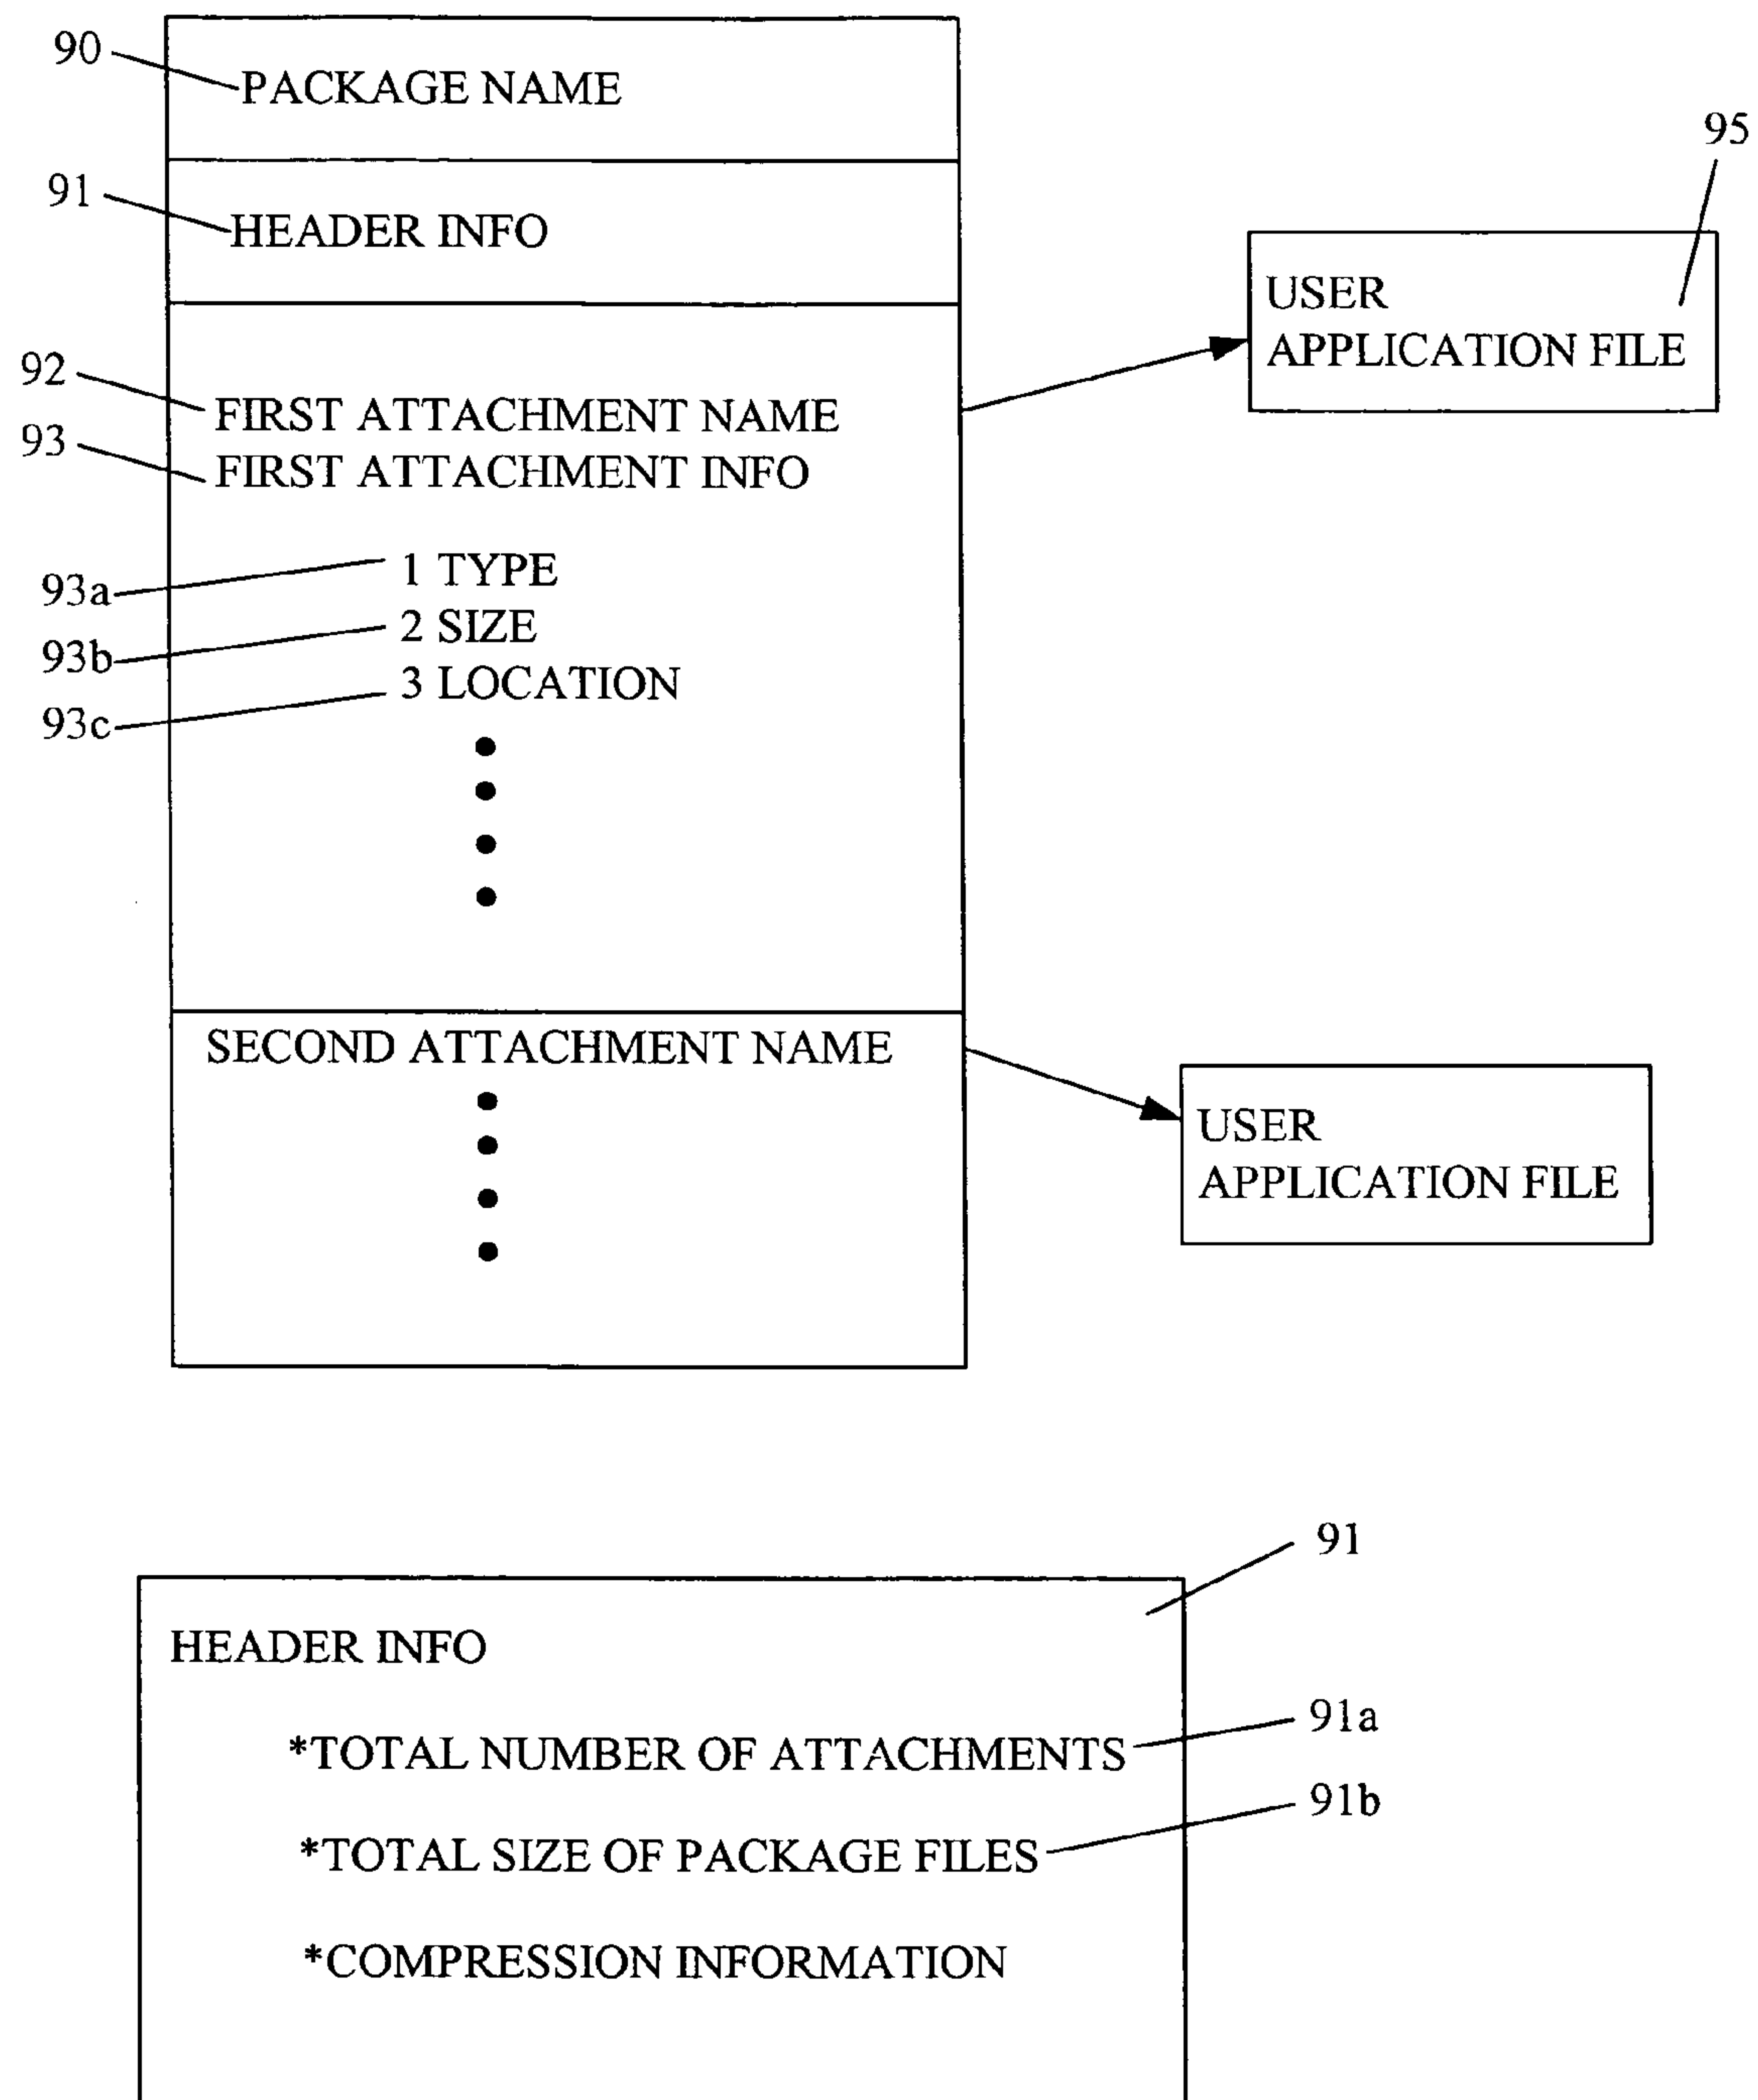 90
PACKAGE NAME
95
91
HEADER INFO
USER
APPLICATION FILE
92
FIRST ATTACHMENT NAME
93
FIRST ATTACHMENT INFO
93a
1 TYPE
93b
2 SIZE
93c
3 LOCATION
SECOND ATTACHMENT NAME
USER
APPLICATION FILE
91
HEADER INFO
*TOTAL NUMBER OF ATTACHMENTS
91a
*TOTAL SIZE OF PACKAGE FILES
91b
*COMPRESSION INFORMATION